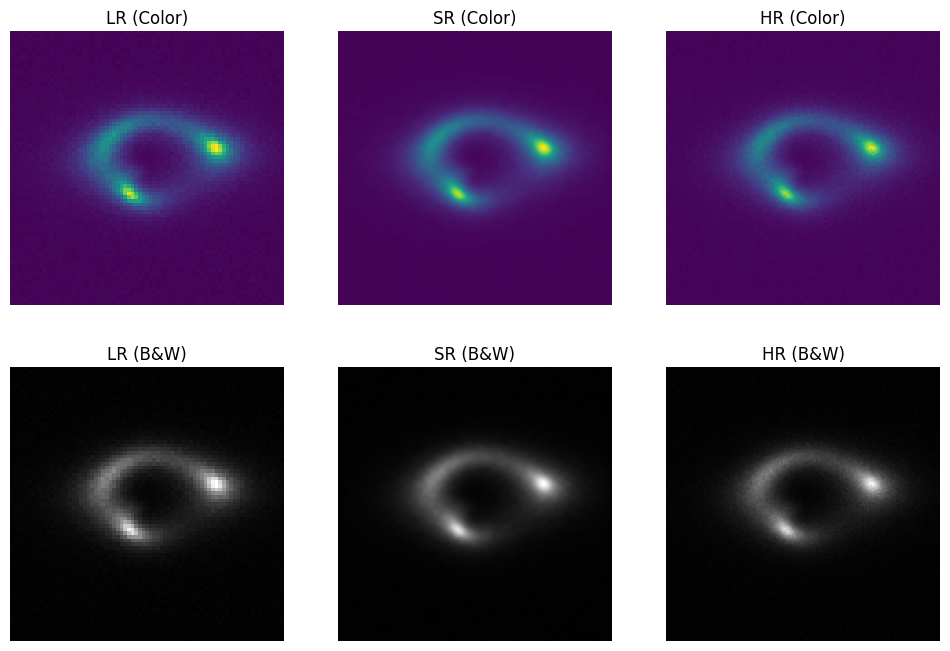 LR (Color)
SR (Color)
HR (Color)
LR (B&W)
SR (B&W)
HR (B&W)